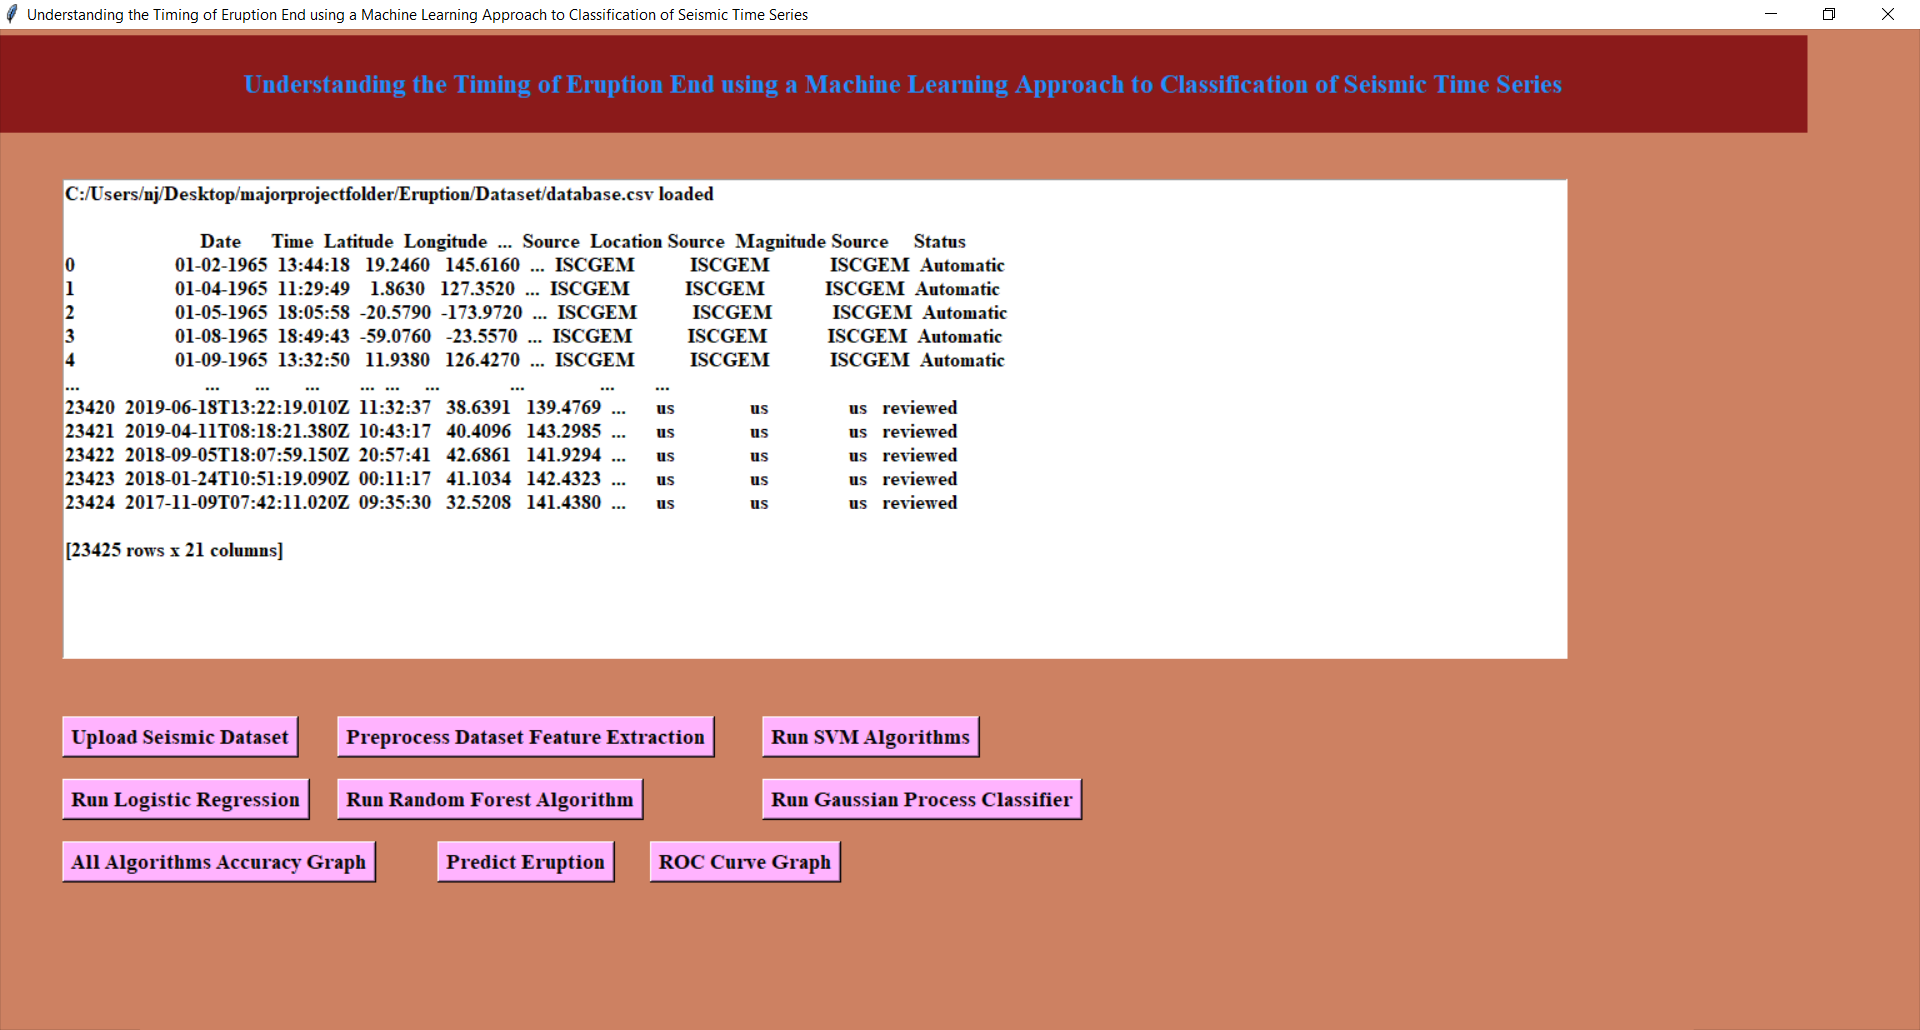 Understanding the Timing of Eruption End using a Machine Learning Approach to Classification of Seismic Time Series
Understanding the Timing of Eruption End using a Machine Learning Approach to Classification of Seismic Time Series
C:/Users/nj/Desktop/majorprojectfolder/Eruption/Dataset/database.csv loaded
Date Time Latitude Longitude ... Source Location Source Magnitude Source Status
0 01-02-1965 13:44:18 19.2460 145.6160 ... ISCGEM ISCGEM ISCGEM Automatic
1 01-04-1965 11:29:49 1.8630 127.3520 ... ISCGEM ISCGEM ISCGEM Automatic
2 01-05-1965 18:05:58 -20.5790 -173.9720 ... ISCGEM ISCGEM ISCGEM Automatic
3 01-08-1965 18:49:43 -59.0760 -23.5570 ... ISCGEM ISCGEM ISCGEM Automatic
4 01-09-1965 13:32:50 11.9380 126.4270 ... ISCGEM ISCGEM ISCGEM Automatic
... ... ... ... ... ... ... ... ... ...
23420 2019-06-18T13:22:19.010Z 11:32:37 38.6391 139.4769 ... us us us reviewed
23421 2019-04-11T08:18:21.380Z 10:43:17 40.4096 143.2985 ... us us us reviewed
23422 2018-09-05T18:07:59.150Z 20:57:41 42.6861 141.9294 ... us us us reviewed
23423 2018-01-24T10:51:19.090Z 00:11:17 41.1034 142.4323 ... us us us reviewed
23424 2017-11-09T07:42:11.020Z 09:35:30 32.5208 141.4380 ... us us us reviewed
[23425 rows x 21 columns]
Upload Seismic Dataset Preprocess Dataset Feature Extraction Run SVM Algorithms
Run Logistic Regression Run Random Forest Algorithm Run Gaussian Process Classifier
All Algorithms Accuracy Graph Predict Eruption ROC Curve Graph